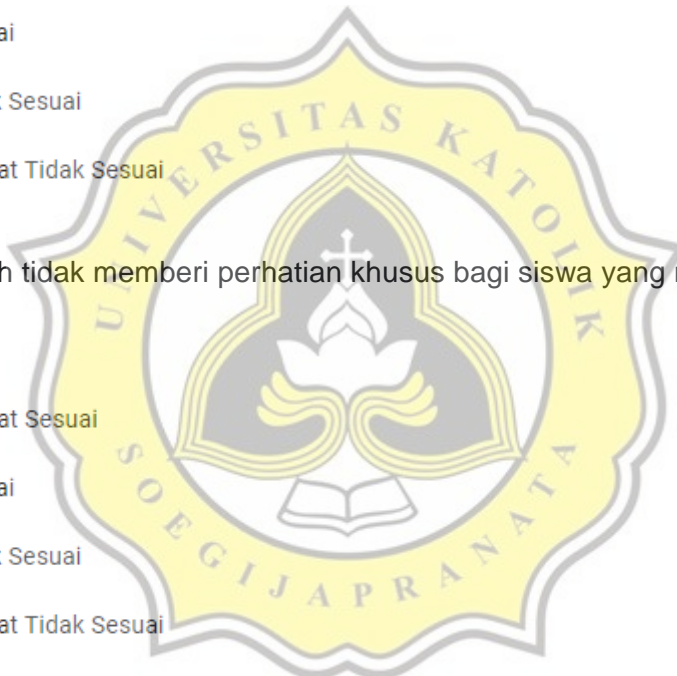 ai
k Sesuai
at Tidak Sesuai
h tidak memberi perhatian khusus bagi siswa yang
at Sesuai
ai
k Sesuai
at Tidak Sesuai
UNIVERSITAS KATOLIK
SOEGIJAPRANATA